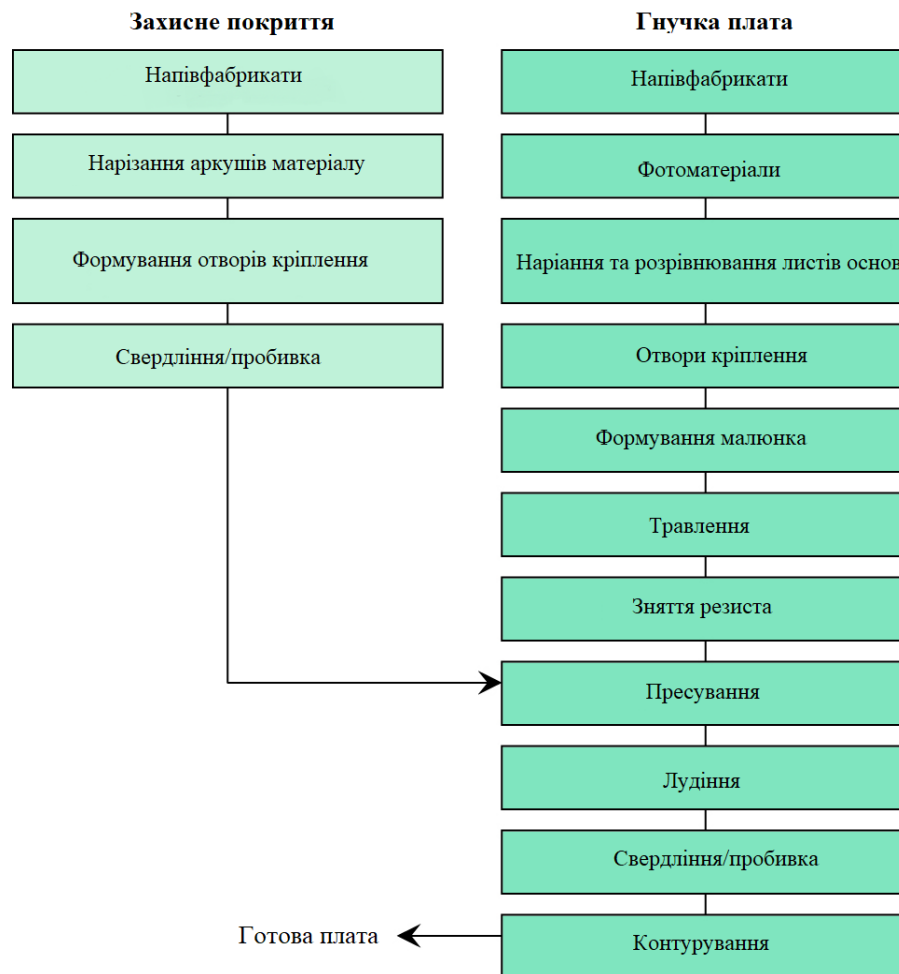 Захисне покриття
Напівфабрикати
Нарізання аркушів матеріалу
Формування отворів кріплення
Свердління/пробивка
Гнучка плата
Напівфабрикати
Фотоматеріали
Наріання та розрівнювання листів основ
Отвори кріплення
Формування малюнка
Травлення
Зняття резиста
Пресування
Лудіння
Свердління/пробивка
Контурування
Готова плата